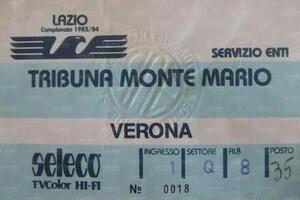 LAZIO
Campionato 1983/84
SERVIZIO ENTI
TRIBUNA MONTE MARIO
VERONA
seleco
TVColor HI-FI
INGRESSO SETTORE FILA POSTO
1 Q 8 35
№ 0018